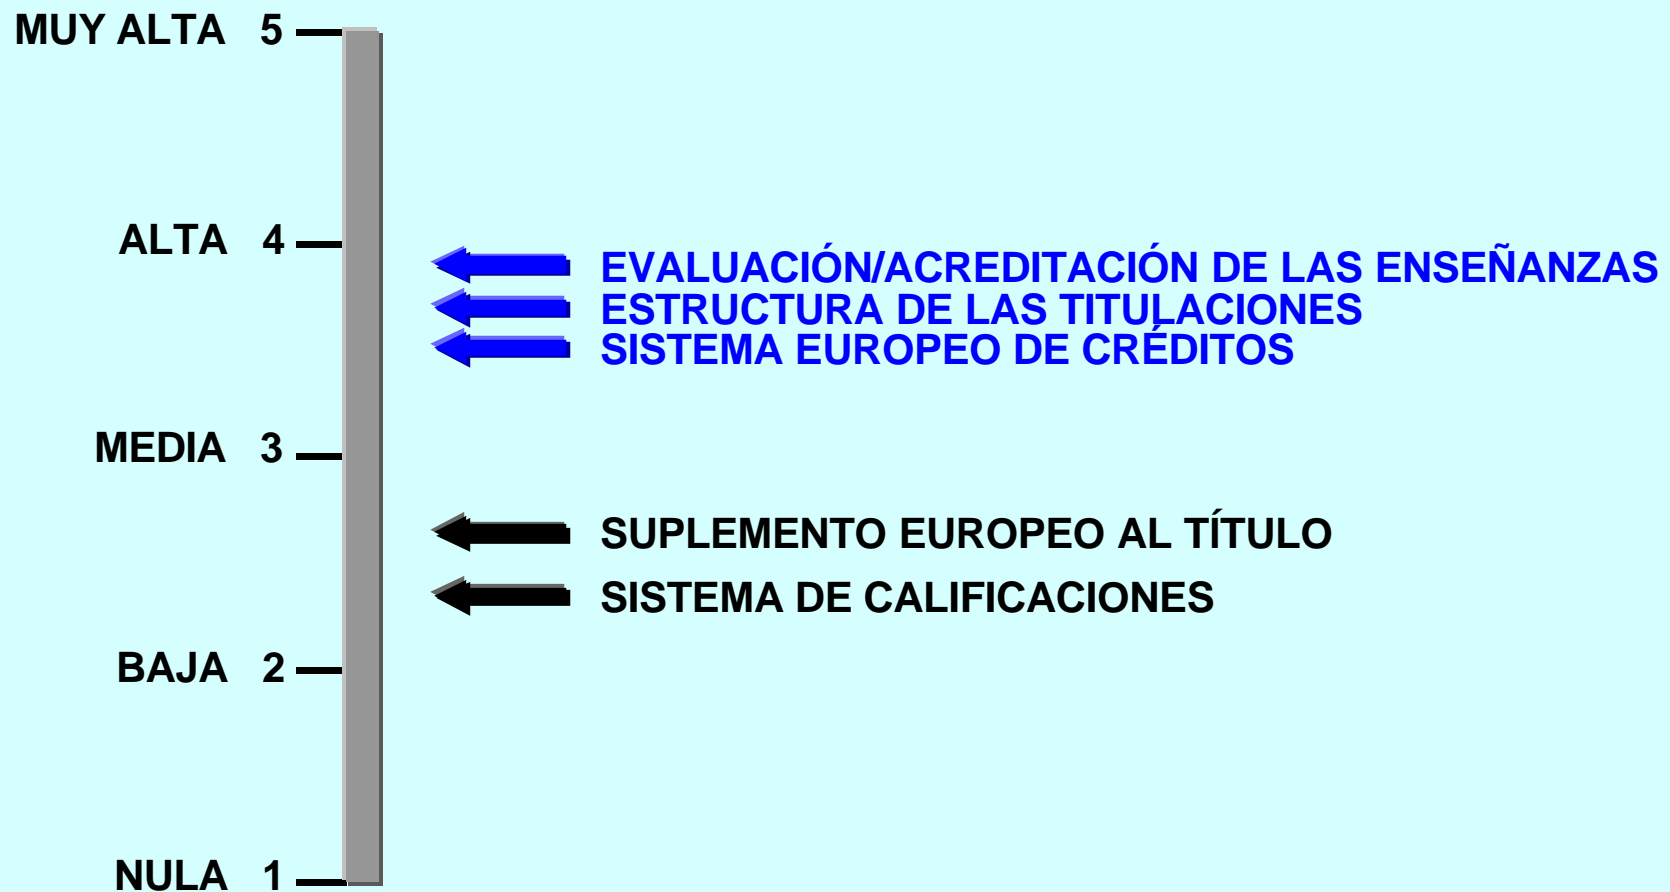 MUY ALTA 5
ALTA 4
EVALUACIÓN/ACREDITACIÓN DE LAS ENSEÑANZAS
ESTRUCTURA DE LAS TITULACIONES
SISTEMA EUROPEO DE CRÉDITOS
MEDIA 3
SUPLEMENTO EUROPEO AL TÍTULO
SISTEMA DE CALIFICACIONES
BAJA 2
NULA 1